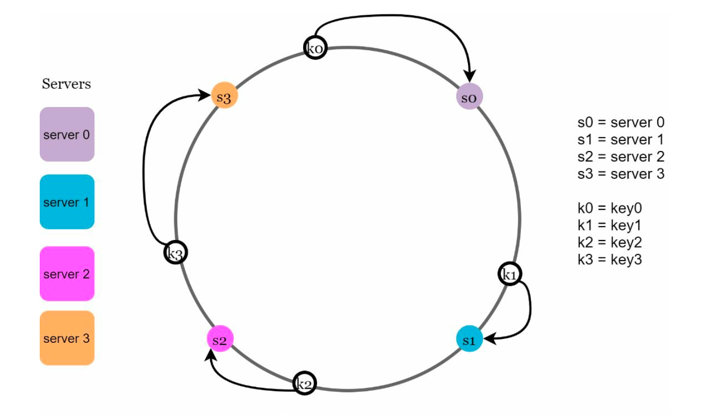 Servers
server 0
server 1
server 2
server 3
k0
s0
s3
k3
k1
s2
s1
k2
s0 = server 0
s1 = server 1
s2 = server 2
s3 = server 3
k0 = key0
k1 = key1
k2 = key2
k3 = key3